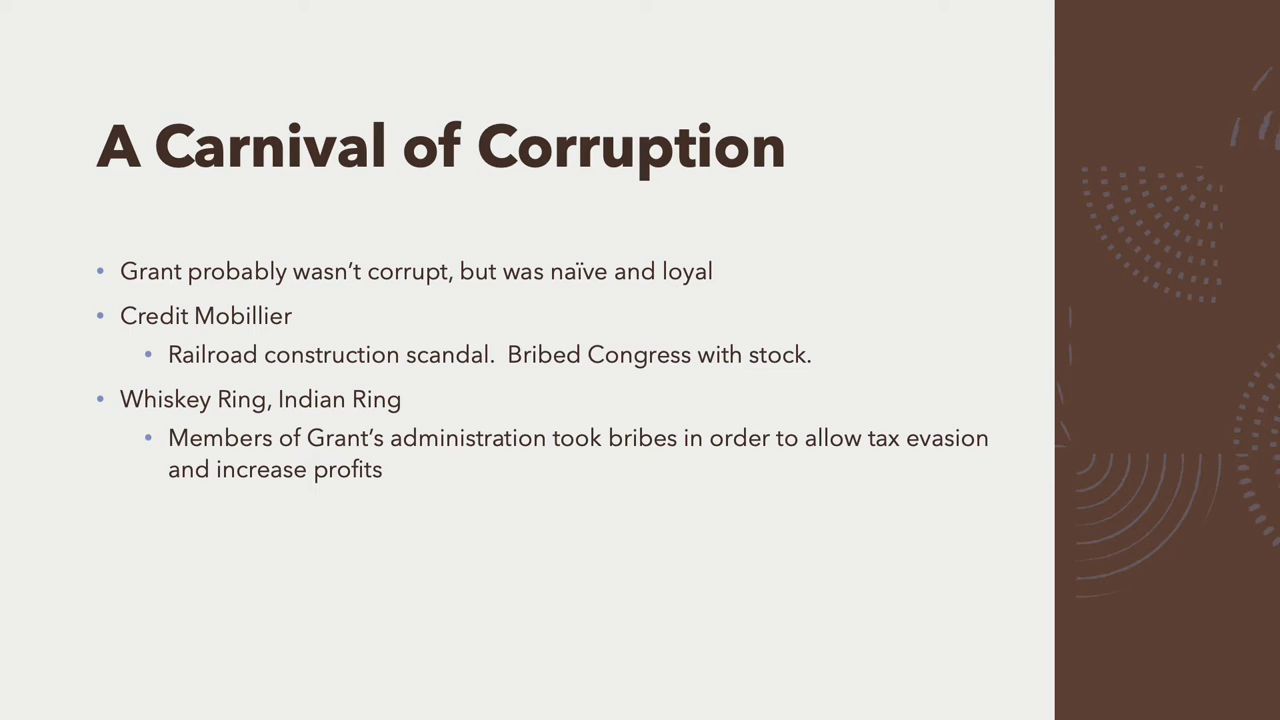 A Carnival of Corruption
• Grant probably wasn’t corrupt, but was naïve and loyal
• Credit Mobillier
• Railroad construction scandal.  Bribed Congress with stock.
• Whiskey Ring, Indian Ring
• Members of Grant’s administration took bribes in order to allow tax evasion
and increase profits